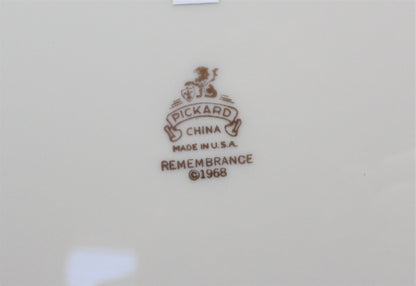 PICKARD
CHINA
MADE IN U.S.A.
REMEMBRANCE
©1968